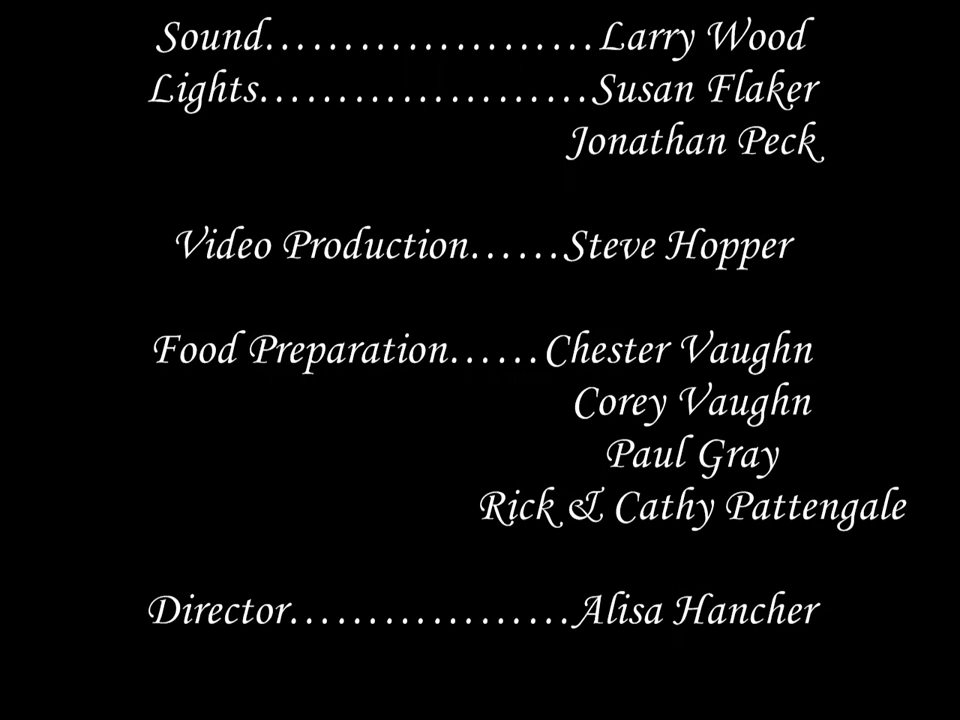 Sound…………………Larry Wood
Lights…………………Susan Flaker
Jonathan Peck
Video Production……Steve Hopper
Food Preparation……Chester Vaughn
Corey Vaughn
Paul Gray
Rick & Cathy Pattengale
Director………………Alisa Hancher